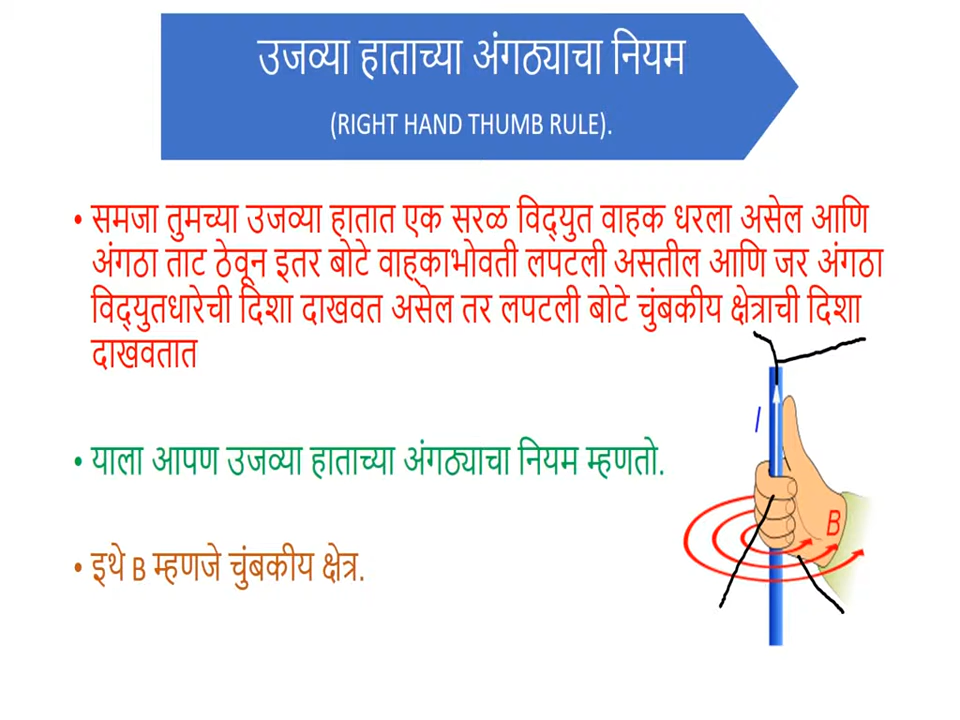 उजव्या हाताच्या अंगठ्याचा नियम
(RIGHT HAND THUMB RULE).
• समजा तुमच्या उजव्या हातात एक सरळ विद्युत वाहक धरला असेल आणि
अंगठा ताट ठेवून इतर बोटे वाहकाभोवती लपटली असतील आणि जर अंगठा
विद्युतधारेची दिशा दाखवत असेल तर लपटली बोटे चुंबकीय क्षेत्राची दिशा
दाखवतात
I
• याला आपण उजव्या हाताच्या अंगठ्याचा नियम म्हणतो.
B
• इथे B म्हणजे चुंबकीय क्षेत्र.